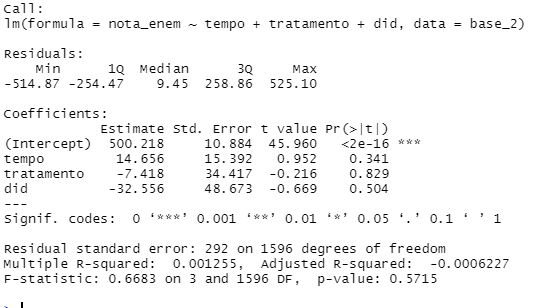 Call:
lm(formula = nota_enem ~ tempo + tratamento + did, data = base_2)
Residuals:
Min 1Q Median 3Q Max
-514.87 -254.47 9.45 258.86 525.10
Coefficients:
Estimate Std. Error t value Pr(>|t|)
(Intercept) 500.218 10.884 45.960 <2e-16 ***
tempo 14.656 15.392 0.952 0.341
tratamento -7.418 34.417 -0.216 0.829
did -32.556 48.673 -0.669 0.504
---
Signif. codes: 0 ‘***’ 0.001 ‘**’ 0.01 ‘*’ 0.05 ‘.’ 0.1 ‘ ’ 1
Residual standard error: 292 on 1596 degrees of freedom
Multiple R-squared: 0.001255, Adjusted R-squared: -0.0006227
F-statistic: 0.6683 on 3 and 1596 DF, p-value: 0.5715